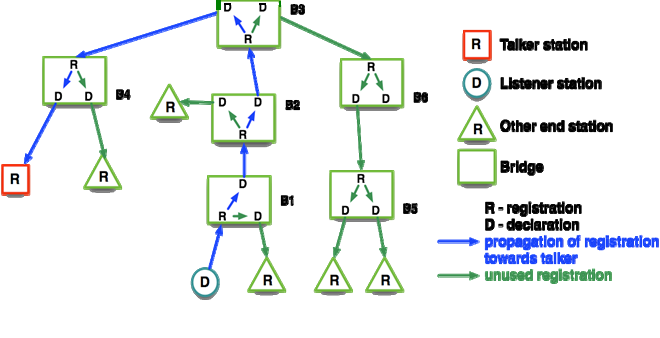 D D B3
R
R
D D B4
R
D D B6
R
Talker station
D
Listener station
R
Other end station
Bridge
R
D D B2
R
R
R
D
R D B1
R
D D B5
D
R
R
R
R - registration
D - declaration
propagation of registration
towards talker
unused registration